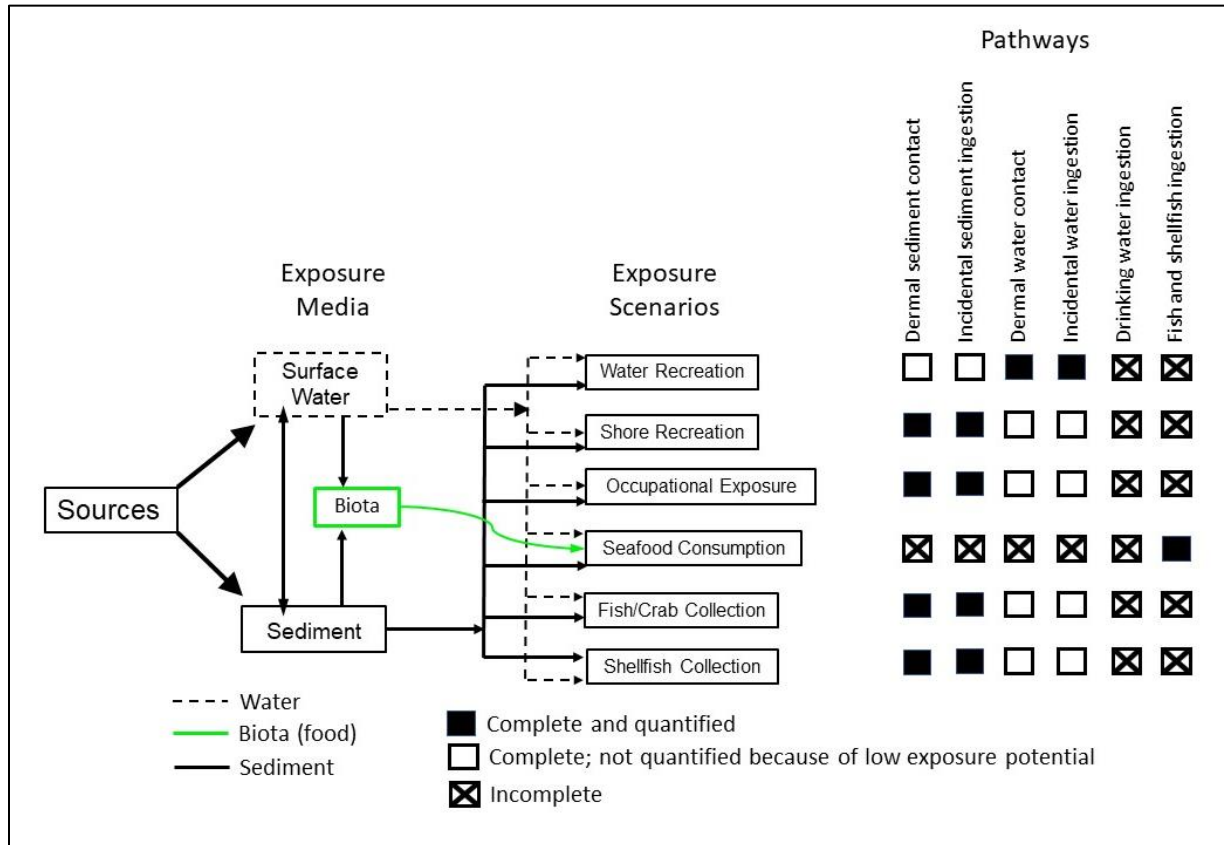 Pathways
Dermal sediment contact
Incidental sediment ingestion
Dermal water contact
Incidental water ingestion
Drinking water ingestion
Fish and shellfish ingestion
Exposure
Media
Exposure
Scenarios
Surface
Water
Water Recreation
Shore Recreation
Sources
Biota
Occupational Exposure
Seafood Consumption
Sediment
Fish/Crab Collection
Shellfish Collection
Water
Biota (food)
Sediment
Complete and quantified
Complete; not quantified because of low exposure potential
Incomplete